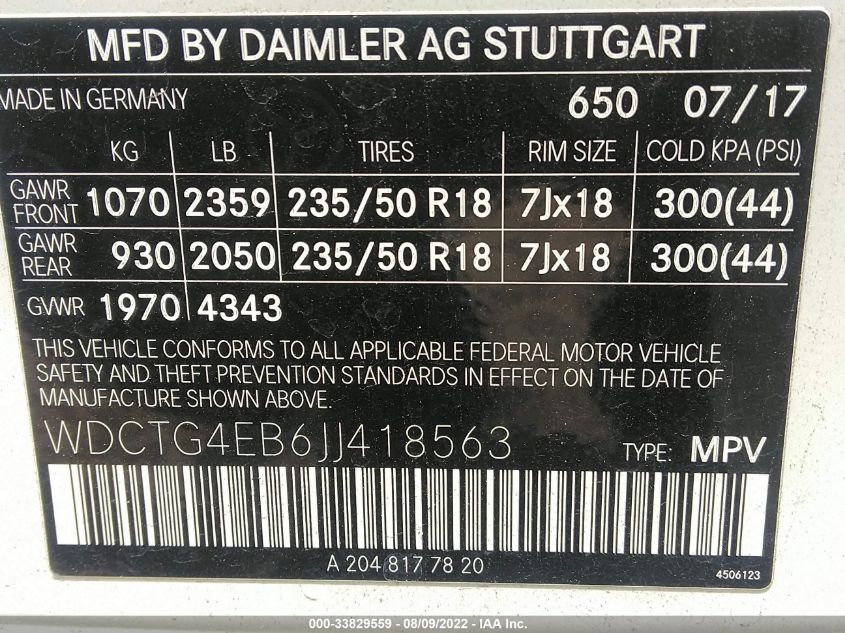 MFD BY DAIMLER AG STUTTGART
MADE IN GERMANY 650 07/17
KG LB TIRES RIM SIZE COLD KPA (PSI)
GAWR FRONT 1070 2359 235/50 R18 7Jx18 300(44)
GAWR REAR 930 2050 235/50 R18 7Jx18 300(44)
GVWR 1970 4343
THIS VEHICLE CONFORMS TO ALL APPLICABLE FEDERAL MOTOR VEHICLE
SAFETY AND THEFT PREVENTION STANDARDS IN EFFECT ON THE DATE OF
MANUFACTURE SHOWN ABOVE.
WDCTG4EB6JJ418563 TYPE: MPV
A 204 817 78 20
4506123
000-33829559 - 08/09/2022 - IAA Inc.